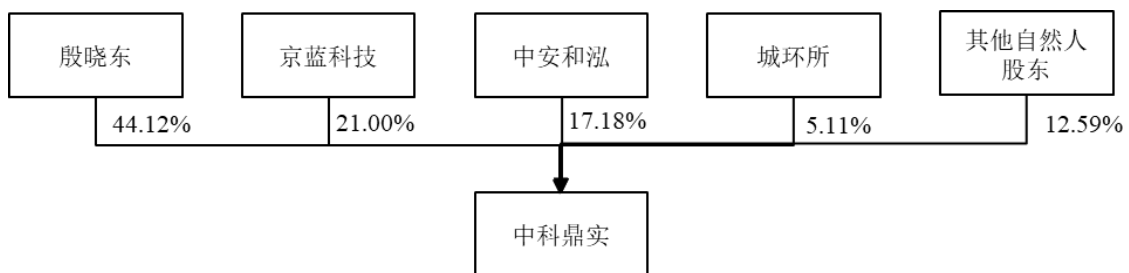 殷晓东
京蓝科技
中安和泓
城环所
其他自然人
股东
44.12%
21.00%
17.18%
5.11%
12.59%
中科鼎实